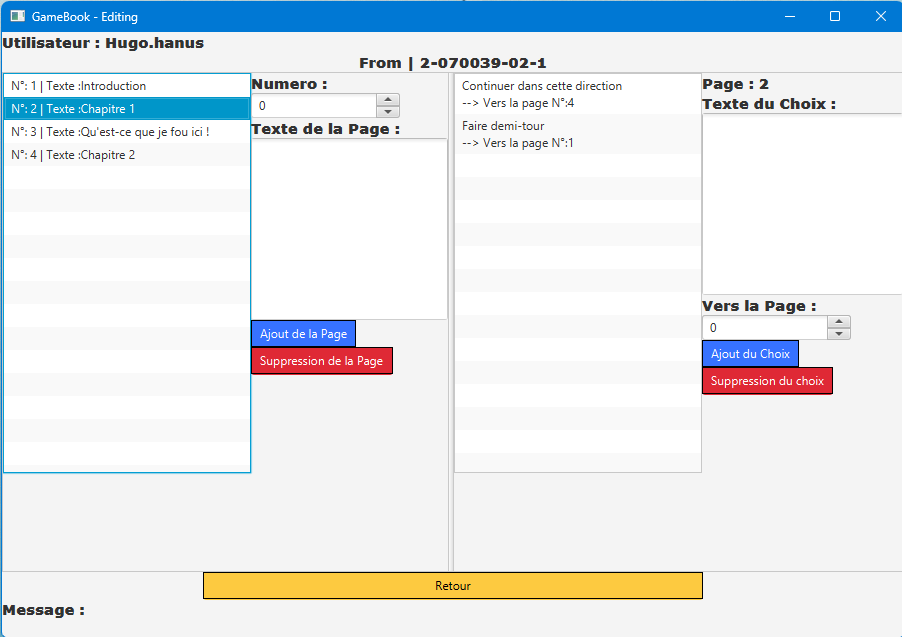 GameBook - Editing
Utilisateur : Hugo.hanus
From | 2-070039-02-1
N°: 1 | Texte :Introduction
N°: 2 | Texte :Chapitre 1
N°: 3 | Texte :Qu'est-ce que je fou ici !
N°: 4 | Texte :Chapitre 2
Numero :
0
Texte de la Page :
Ajout de la Page
Suppression de la Page
Continuer dans cette direction
--> Vers la page N°:4
Faire demi-tour
--> Vers la page N°:1
Page : 2
Texte du Choix :
Vers la Page :
0
Ajout du Choix
Suppression du choix
Retour
Message :